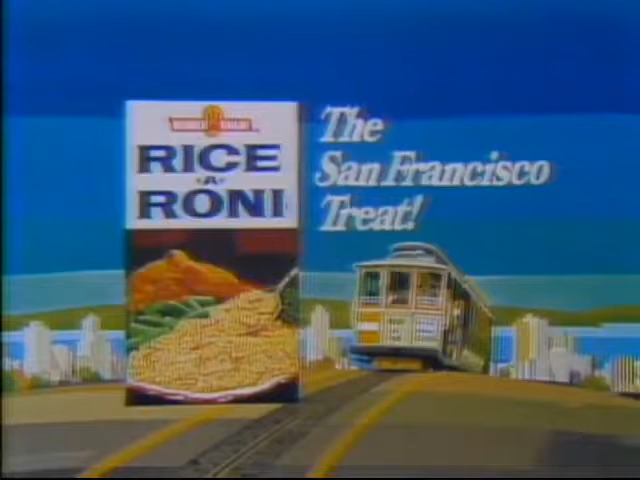 RICE
-A-
RONI
The
San Francisco
Treat!